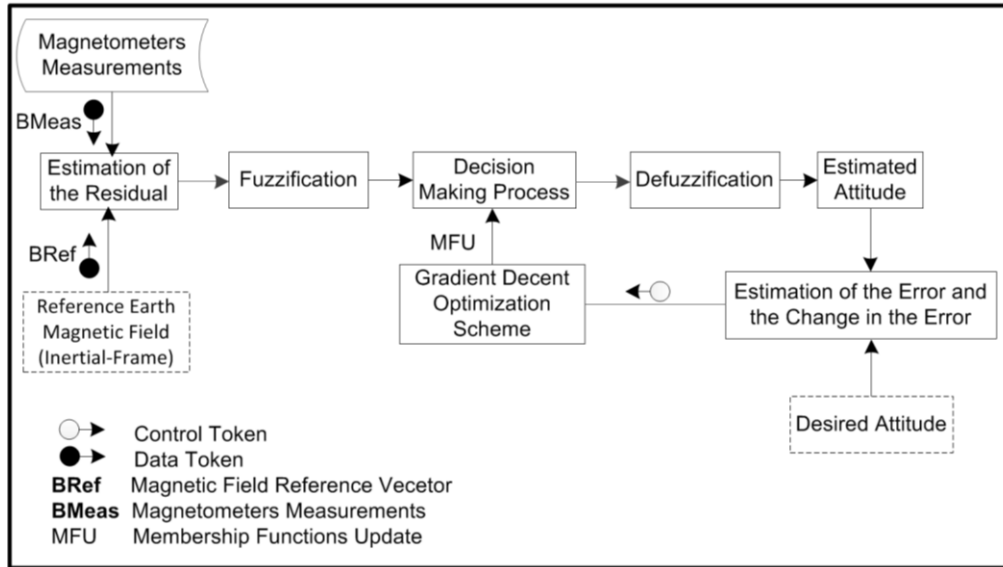 Magnetometers
Measurements
BMeas
Estimation of
the Residual
Fuzzification
Decision
Making Process
Defuzzification
Estimated
Attitude
BRef
MFU
Reference Earth
Magnetic Field
(Inertial-Frame)
Gradient Decent
Optimization
Scheme
Estimation of the Error and
the Change in the Error
Desired Attitude
Control Token
Data Token
BRef Magnetic Field Reference Vecetor
BMeas Magnetometers Measurements
MFU Membership Functions Update